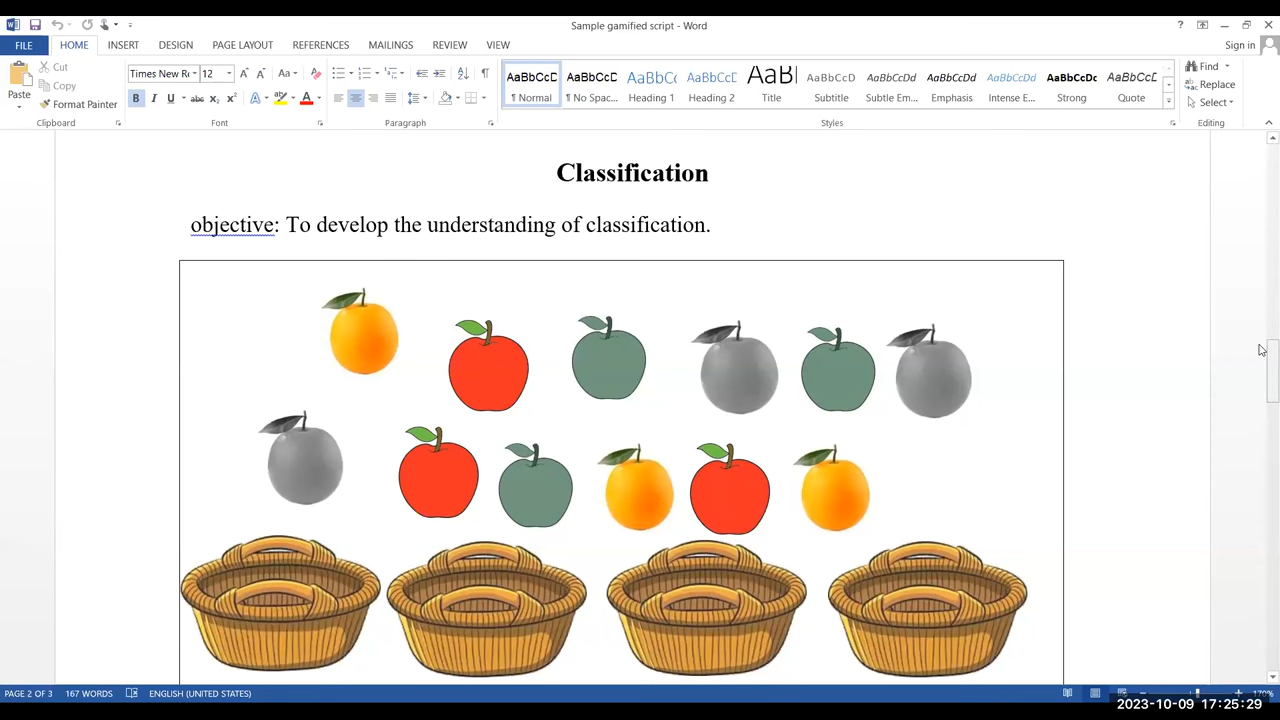 Sample gamified script - Word
Sign in
FILE HOME INSERT DESIGN PAGE LAYOUT REFERENCES MAILINGS REVIEW VIEW
Paste
Cut
Copy
Format Painter
Clipboard
Times New Ro 12
Font
Paragraph
AaBbCcD AaBbCcD AaBbCc AaBbCcD AaBl AaBbCcD AaBbCcDd AaBbCcDd AaBbCcDd AaBbCcDc AaBbCcDd
¶ Normal ¶ No Spac... Heading 1 Heading 2 Title Subtitle Subtle Em... Emphasis Intense E... Strong Quote
Styles
Find
Replace
Select
Editing
Classification
objective: To develop the understanding of classification.
PAGE 2 OF 3 167 WORDS ENGLISH (UNITED STATES) 170%
2023-10-09 17:25:29